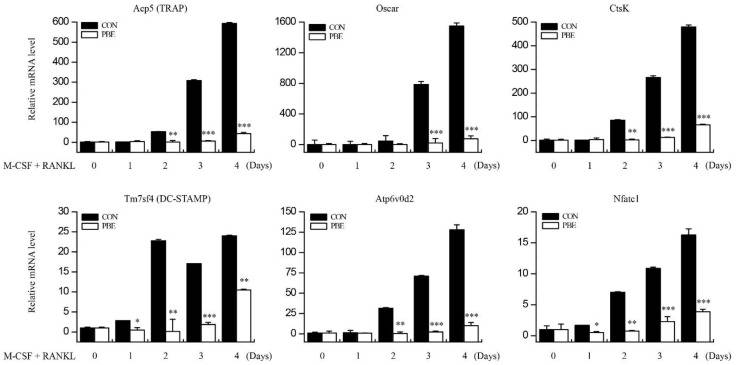 Acp5 (TRAP)
Relative mRNA level
600
500
400
300
200
100
0
CON
PBE
**
***
***
M-CSF + RANKL
0 1 2 3 4 (Days)
Oscar
1600
1200
800
400
0
CON
PBE
***
***
0 1 2 3 4 (Days)
CtsK
500
400
300
200
100
0
CON
PBE
**
***
***
0 1 2 3 4 (Days)
Tm7sf4 (DC-STAMP)
Relative mRNA level
30
25
20
15
10
5
0
CON
PBE
*
**
***
**
M-CSF + RANKL
0 1 2 3 4 (Days)
Atp6v0d2
150
125
100
75
50
25
0
CON
PBE
**
***
***
0 1 2 3 4 (Days)
Nfatc1
20
15
10
5
0
CON
PBE
*
**
***
***
0 1 2 3 4 (Days)